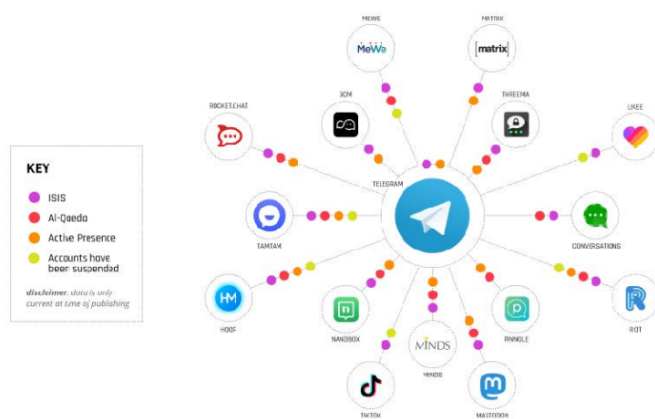 MEWE
MeWe
MATRIX
[matrix]
ROCKET.CHAT
BCM
THREEMA
LIKEE
KEY
ISIS
Al-Qaeda
Active Presence
Accounts have
been suspended
disclaimer: data is only
current at time of publishing
TELEGRAM
TAMTAM
CONVERSATIONS
HM
HOOP
n
NANDBOX
MINDS
MINDS
p
PINNGLE
R
RIOT
TIKTOK
m
MASTODON